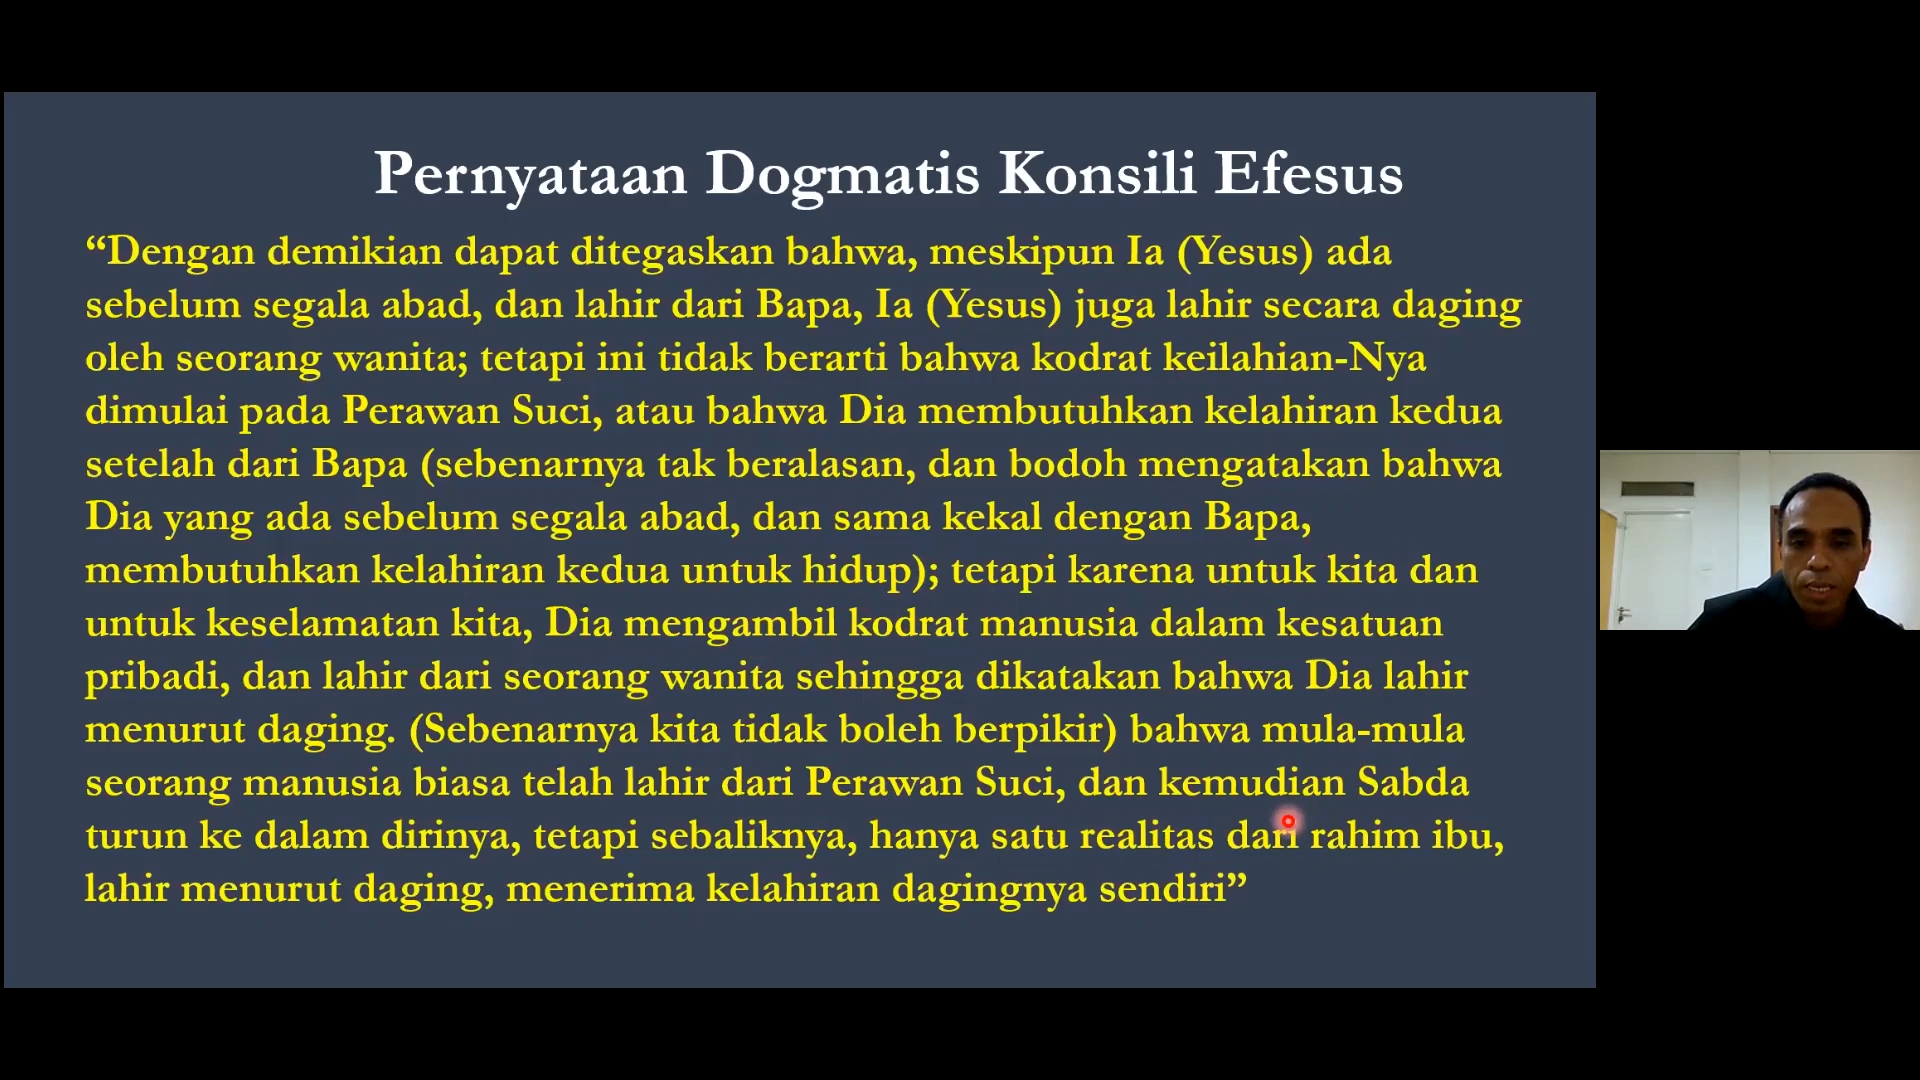 Pernyataan Dogmatis Konsili Efesus
“Dengan demikian dapat ditegaskan bahwa, meskipun Ia (Yesus) ada
sebelum segala abad, dan lahir dari Bapa, Ia (Yesus) juga lahir secara daging
oleh seorang wanita; tetapi ini tidak berarti bahwa kodrat keilahian-Nya
dimulai pada Perawan Suci, atau bahwa Dia membutuhkan kelahiran kedua
setelah dari Bapa (sebenarnya tak beralasan, dan bodoh mengatakan bahwa
Dia yang ada sebelum segala abad, dan sama kekal dengan Bapa,
membutuhkan kelahiran kedua untuk hidup); tetapi karena untuk kita dan
untuk keselamatan kita, Dia mengambil kodrat manusia dalam kesatuan
pribadi, dan lahir dari seorang wanita sehingga dikatakan bahwa Dia lahir
menurut daging. (Sebenarnya kita tidak boleh berpikir) bahwa mula-mula
seorang manusia biasa telah lahir dari Perawan Suci, dan kemudian Sabda
turun ke dalam dirinya, tetapi sebaliknya, hanya satu realitas dari rahim ibu,
lahir menurut daging, menerima kelahiran dagingnya sendiri”